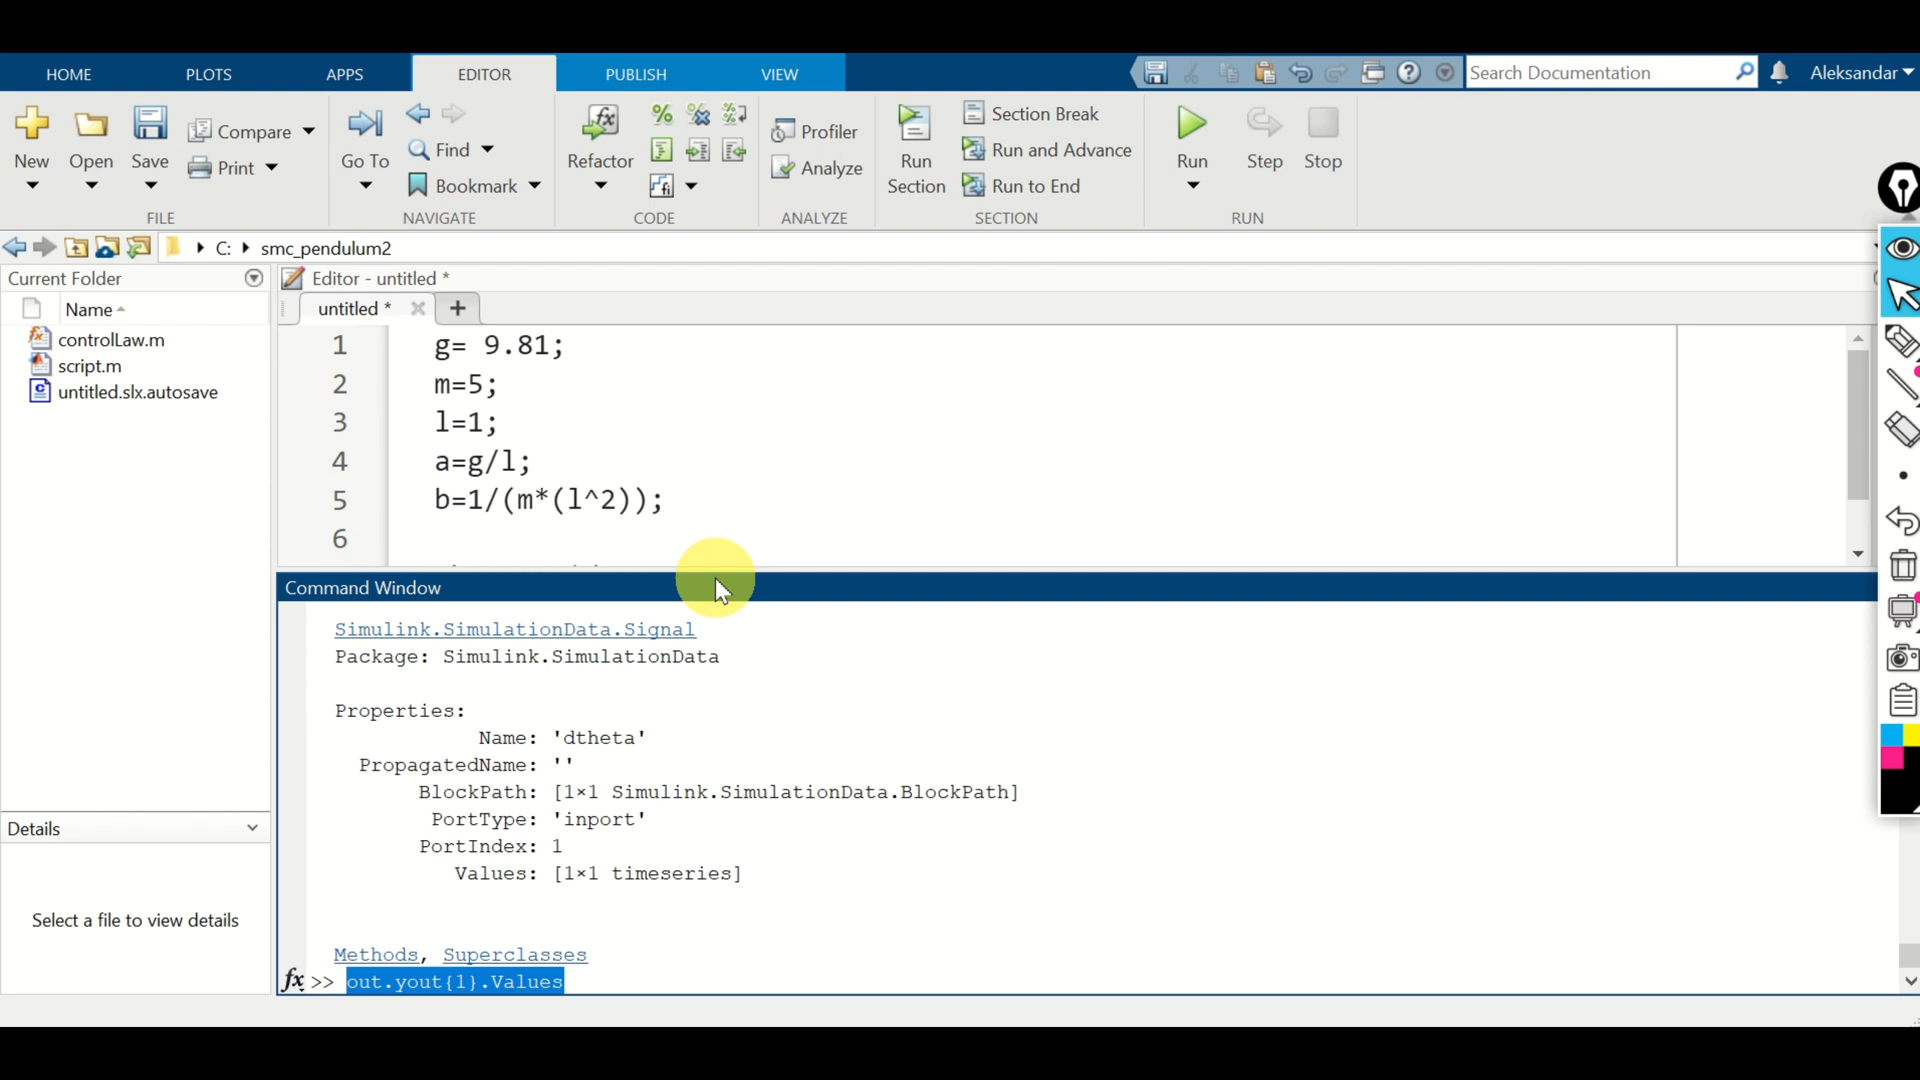 HOME PLOTS APPS EDITOR PUBLISH VIEW Search Documentation Aleksandar
New Open Save Compare Print Go To Find Bookmark Refactor Profiler Analyze Run Section Section Break Run and Advance Run to End Run Step Stop
FILE NAVIGATE CODE ANALYZE SECTION RUN
C: smc_pendulum2
Current Folder
Name
controlLaw.m
script.m
untitled.slx.autosave
Details
Select a file to view details
Editor - untitled *
untitled *
1 g= 9.81;
2 m=5;
3 l=1;
4 a=g/l;
5 b=1/(m*(l^2));
6
Command Window
Simulink.SimulationData.Signal
Package: Simulink.SimulationData
Properties:
Name: 'dtheta'
PropagatedName: ''
BlockPath: [1×1 Simulink.SimulationData.BlockPath]
PortType: 'inport'
PortIndex: 1
Values: [1×1 timeseries]
Methods, Superclasses
fx >> out.yout{1}.Values